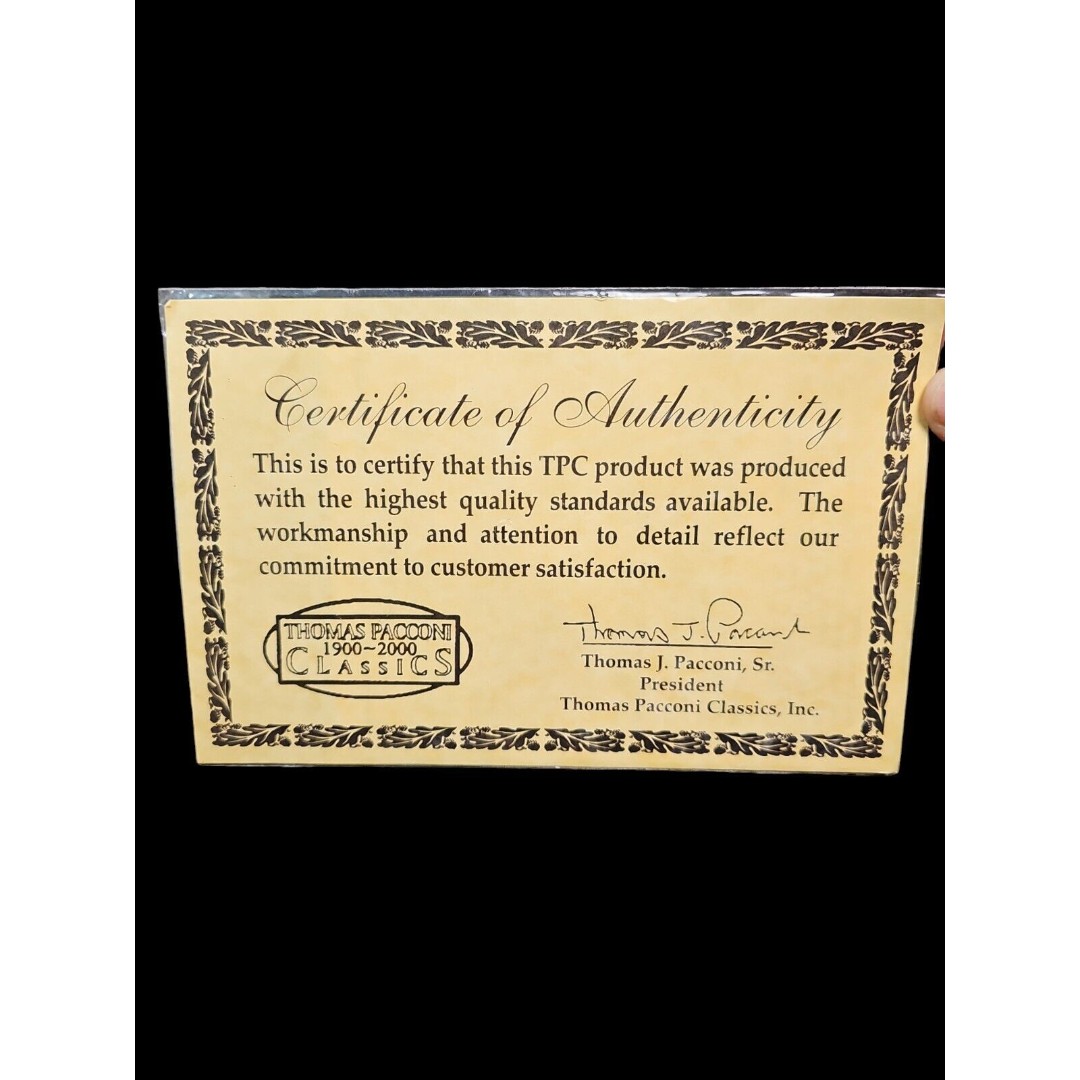 Certificate of Authenticity
This is to certify that this TPC product was produced
with the highest quality standards available. The
workmanship and attention to detail reflect our
commitment to customer satisfaction.
THOMAS PACCONI
1900~2000
CLASSICS
Thomas J. Pacconi
Thomas J. Pacconi, Sr.
President
Thomas Pacconi Classics, Inc.